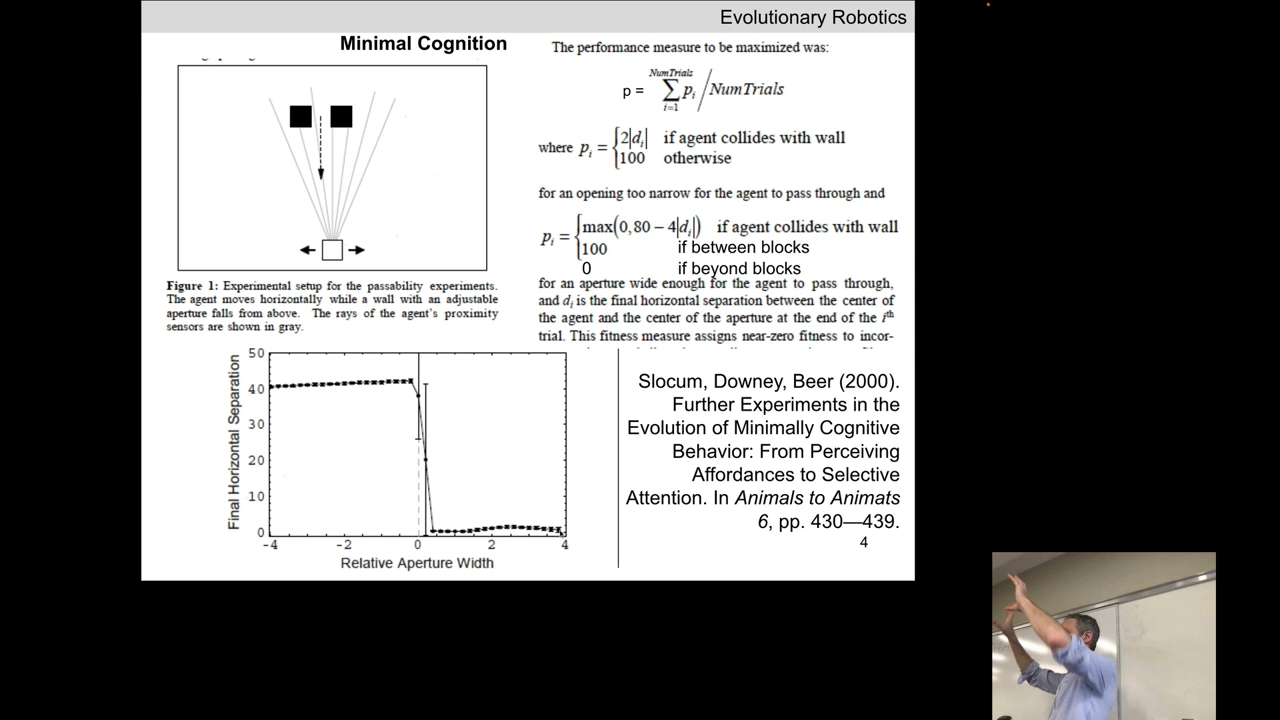 Evolutionary Robotics
Minimal Cognition
Figure 1: Experimental setup for the passability experiments.
The agent moves horizontally while a wall with an adjustable
aperture falls from above. The rays of the agent's proximity
sensors are shown in gray.
The performance measure to be maximized was:
p = NumTrials ∑ i=1 pᵢ / NumTrials
where pᵢ = { 2|dᵢ| if agent collides with wall
100 otherwise
for an opening too narrow for the agent to pass through and
pᵢ = { max(0,80 − 4|dᵢ|) if agent collides with wall
100 if between blocks
0 if beyond blocks
for an aperture wide enough for the agent to pass through,
and dᵢ is the final horizontal separation between the center of
the agent and the center of the aperture at the end of the iᵗʰ
trial. This fitness measure assigns near-zero fitness to incor-
Final Horizontal Separation
50
40
30
20
10
0
-4 -2 0 2 4
Relative Aperture Width
Slocum, Downey, Beer (2000).
Further Experiments in the
Evolution of Minimally Cognitive
Behavior: From Perceiving
Affordances to Selective
Attention. In Animals to Animats
6, pp. 430—439.
4